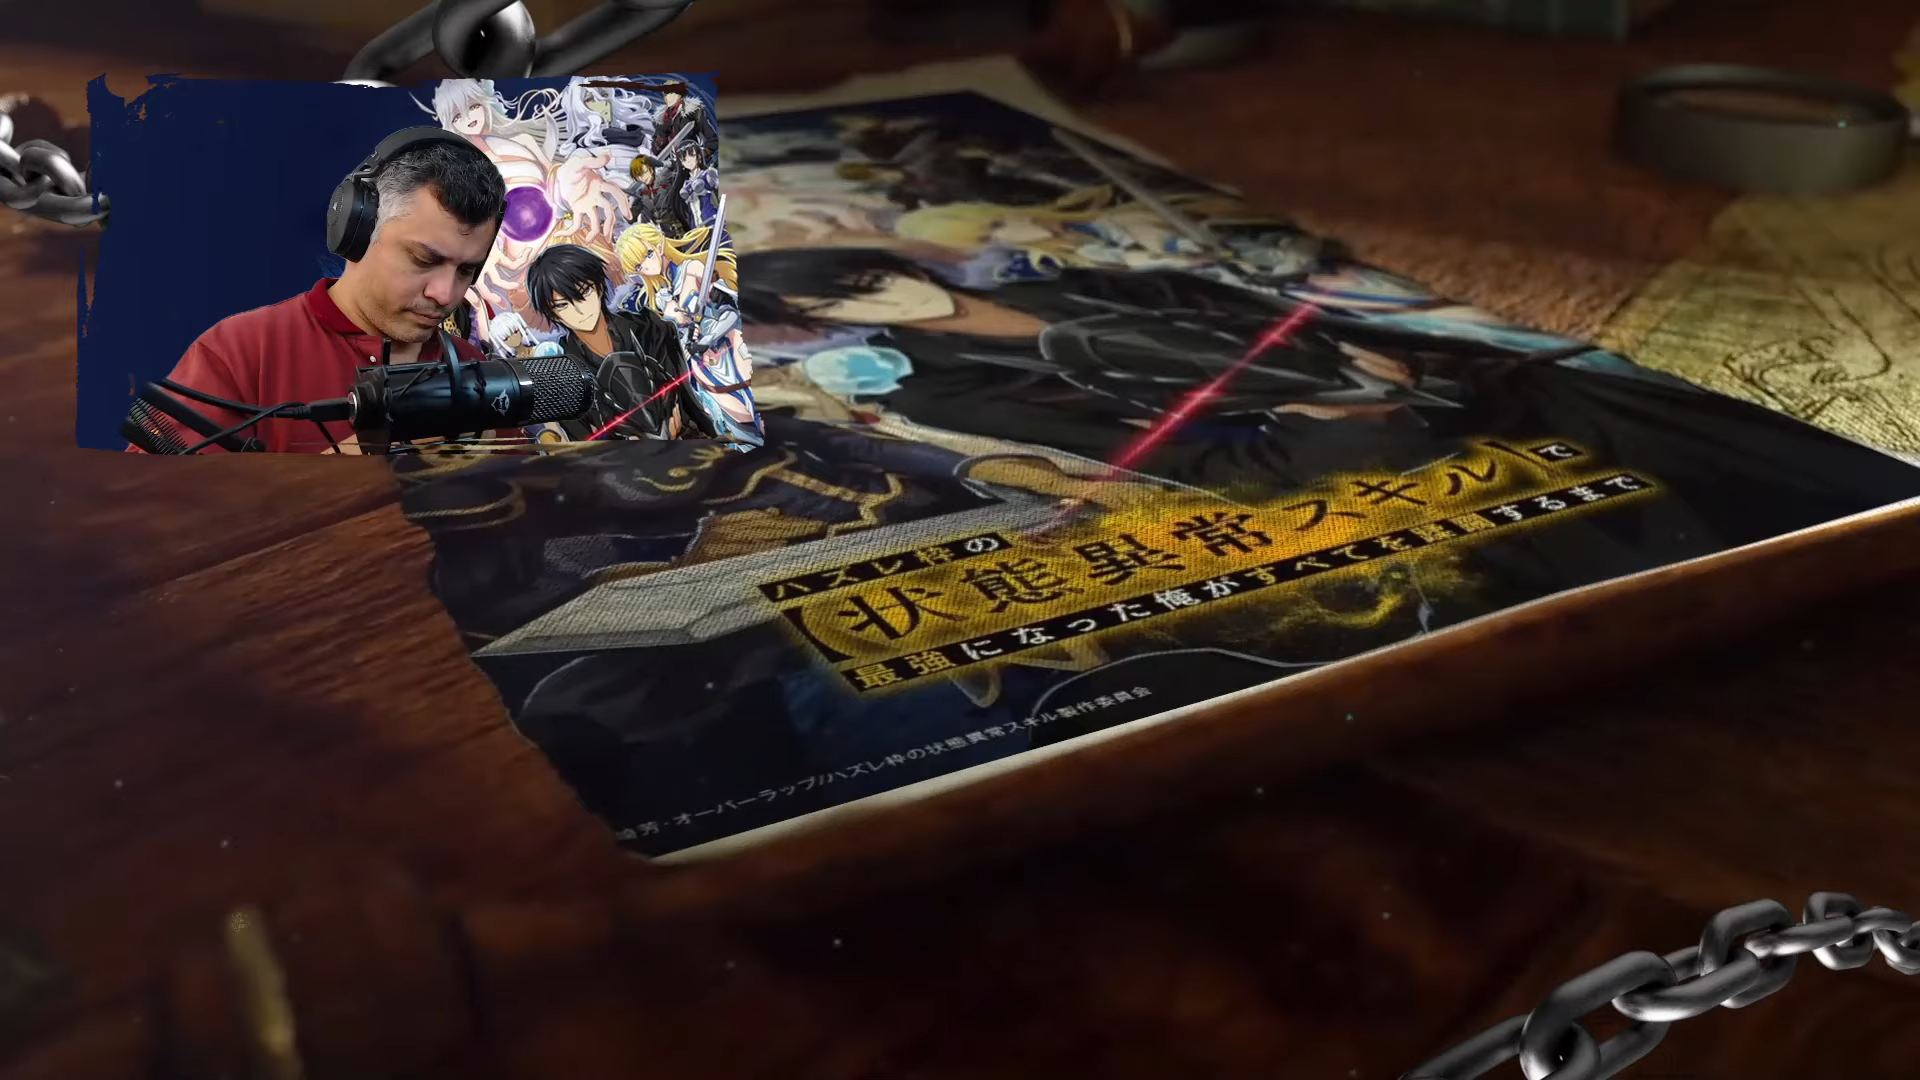 ハズレ枠の
【状態異常スキル】で
最強になった俺がすべてを蹂躙するまで
芳・オーバーラップ/ハズレ枠の状態異常スキル製作委員会